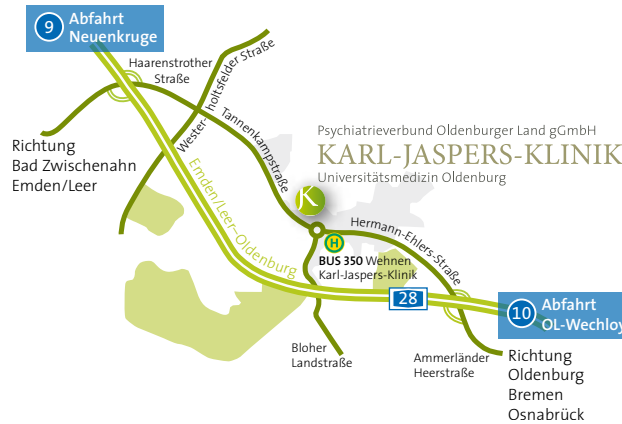 9 Abfahrt
Neuenkruge
Haarenstrother
Straße
Wester-
holtsfelder Straße
Tannenkampstraße
Richtung
Bad Zwischenahn
Emden/Leer
Psychiatrieverbund Oldenburger Land gGmbH
KARL-JASPERS-KLINIK
Universitätsmedizin Oldenburg
K
Emden/Leer–Oldenburg
Hermann-Ehlers-Straße
H
BUS 350 Wehnen
Karl-Jaspers-Klinik
28
10 Abfahrt
OL-Wechloy
Bloher
Landstraße
Ammerländer
Heerstraße
Richtung
Oldenburg
Bremen
Osnabrück